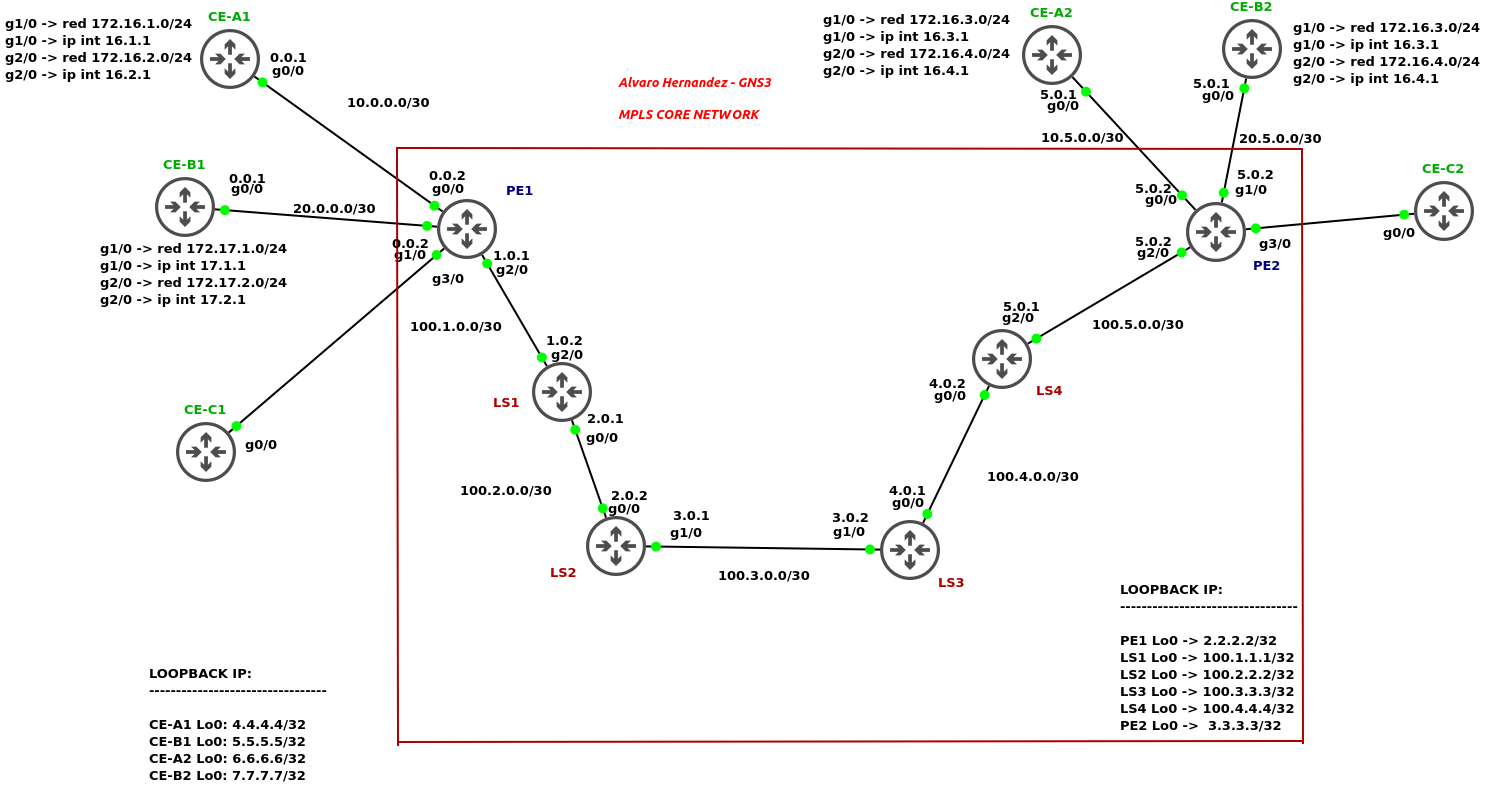 CE-A1
g1/0 -> red 172.16.1.0/24
g1/0 -> ip int 16.1.1
g2/0 -> red 172.16.2.0/24
g2/0 -> ip int 16.2.1
0.0.1
g0/0
10.0.0.0/30
Alvaro Hernandez - GNS3
MPLS CORE NETWORK
CE-A2
g1/0 -> red 172.16.3.0/24
g1/0 -> ip int 16.3.1
g2/0 -> red 172.16.4.0/24
g2/0 -> ip int 16.4.1
5.0.1
g0/0
10.5.0.0/30
CE-B2
g1/0 -> red 172.16.3.0/24
g1/0 -> ip int 16.3.1
g2/0 -> red 172.16.4.0/24
g2/0 -> ip int 16.4.1
5.0.1
g0/0
20.5.0.0/30
CE-B1
0.0.1
g0/0
20.0.0.0/30
g1/0 -> red 172.17.1.0/24
g1/0 -> ip int 17.1.1
g2/0 -> red 172.17.2.0/24
g2/0 -> ip int 17.2.1
0.0.2
g0/0
PE1
0.0.2
g1/0
1.0.1
g2/0
g3/0
5.0.2
g0/0
5.0.2
g1/0
5.0.2
g2/0
g3/0
PE2
CE-C2
g0/0
100.1.0.0/30
1.0.2
g2/0
LS1
2.0.1
g0/0
5.0.1
g2/0
100.5.0.0/30
4.0.2
g0/0
LS4
CE-C1
g0/0
100.2.0.0/30
2.0.2
g0/0
3.0.1
g1/0
LS2
100.3.0.0/30
3.0.2
g1/0
4.0.1
g0/0
LS3
100.4.0.0/30
LOOPBACK IP:
---------------------------------
PE1 Lo0 -> 2.2.2.2/32
LS1 Lo0 -> 100.1.1.1/32
LS2 Lo0 -> 100.2.2.2/32
LS3 Lo0 -> 100.3.3.3/32
LS4 Lo0 -> 100.4.4.4/32
PE2 Lo0 ->  3.3.3.3/32
LOOPBACK IP:
---------------------------------
CE-A1 Lo0: 4.4.4.4/32
CE-B1 Lo0: 5.5.5.5/32
CE-A2 Lo0: 6.6.6.6/32
CE-B2 Lo0: 7.7.7.7/32